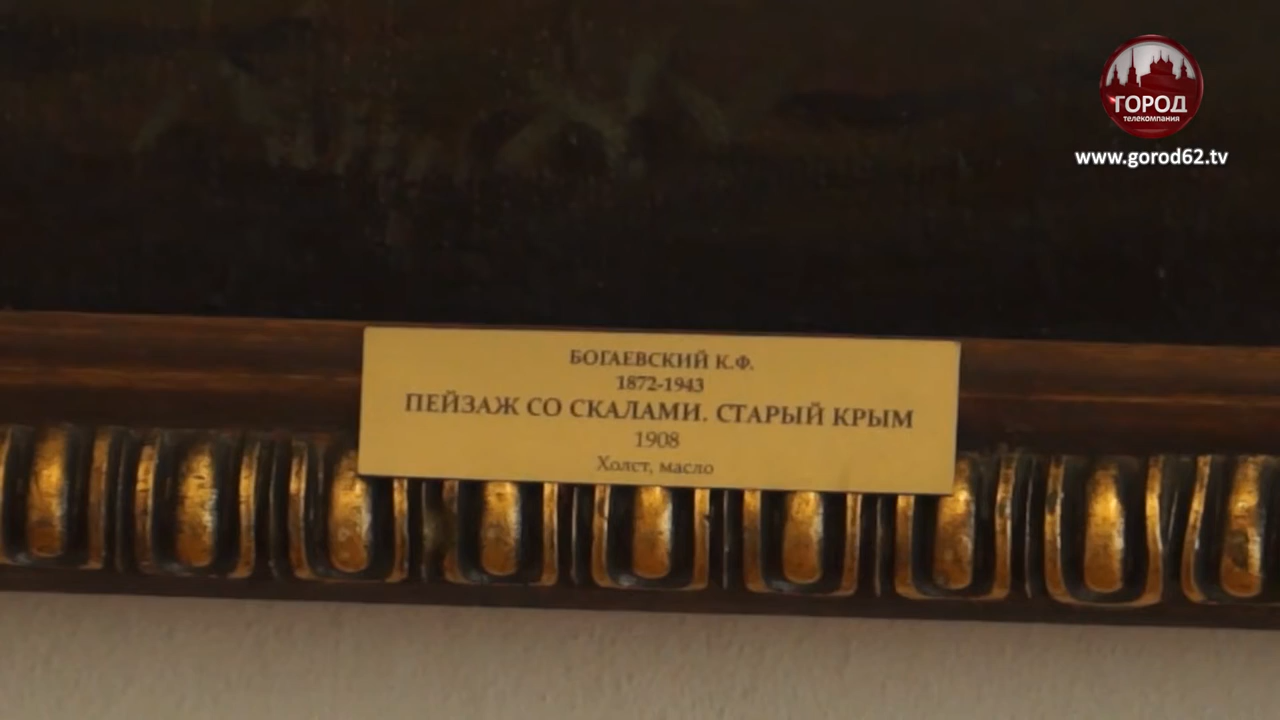 ГОРОД
телекомпания
www.gorod62.tv
БОГАЕВСКИЙ К.Ф.
1872-1943
ПЕЙЗАЖ СО СКАЛАМИ. СТАРЫЙ КРЫМ
1908
Холст, масло